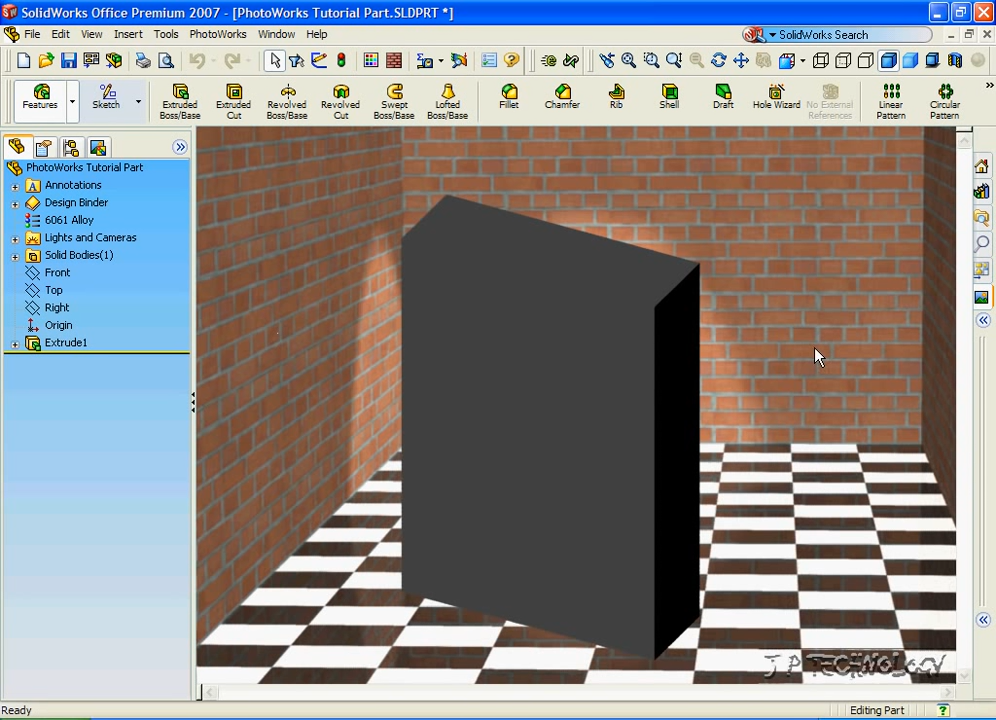 SolidWorks Office Premium 2007 - [PhotoWorks Tutorial Part.SLDPRT *]
File Edit View Insert Tools PhotoWorks Window Help SolidWorks Search
Features Sketch Extruded Boss/Base Extruded Cut Revolved Boss/Base Revolved Cut Swept Boss/Base Lofted Boss/Base Fillet Chamfer Rib Shell Draft Hole Wizard No External References Linear Pattern Circular Pattern
PhotoWorks Tutorial Part
Annotations
Design Binder
6061 Alloy
Lights and Cameras
Solid Bodies(1)
Front
Top
Right
Origin
Extrude1
J P TECHNOLOGY
Ready Editing Part